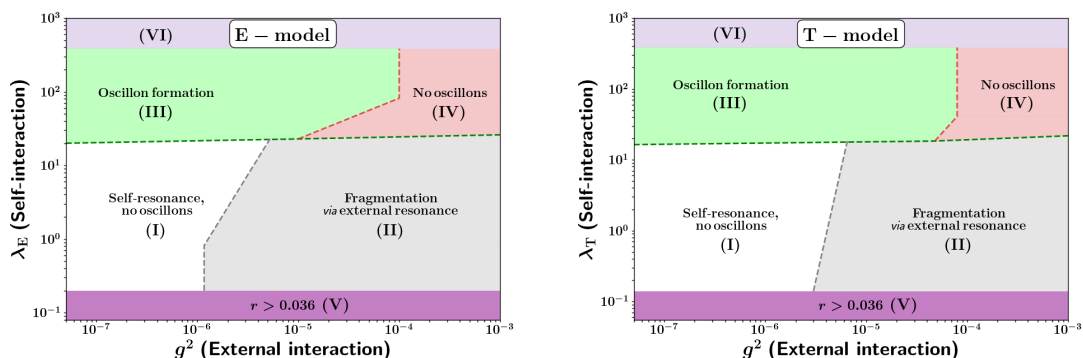 E – model
(VI)
Oscillon formation
(III)
No oscillons
(IV)
Self-resonance,
no oscillons
(I)
Fragmentation
via external resonance
(II)
r > 0.036 (V)
10³
10²
10¹
10⁰
10⁻¹
10⁻⁷
10⁻⁶
10⁻⁵
10⁻⁴
10⁻³
λ_E (Self-interaction)
g² (External interaction)
T – model
(VI)
Oscillon formation
(III)
No oscillons
(IV)
Self-resonance,
no oscillons
(I)
Fragmentation
via external resonance
(II)
r > 0.036 (V)
10³
10²
10¹
10⁰
10⁻¹
10⁻⁷
10⁻⁶
10⁻⁵
10⁻⁴
10⁻³
λ_T (Self-interaction)
g² (External interaction)